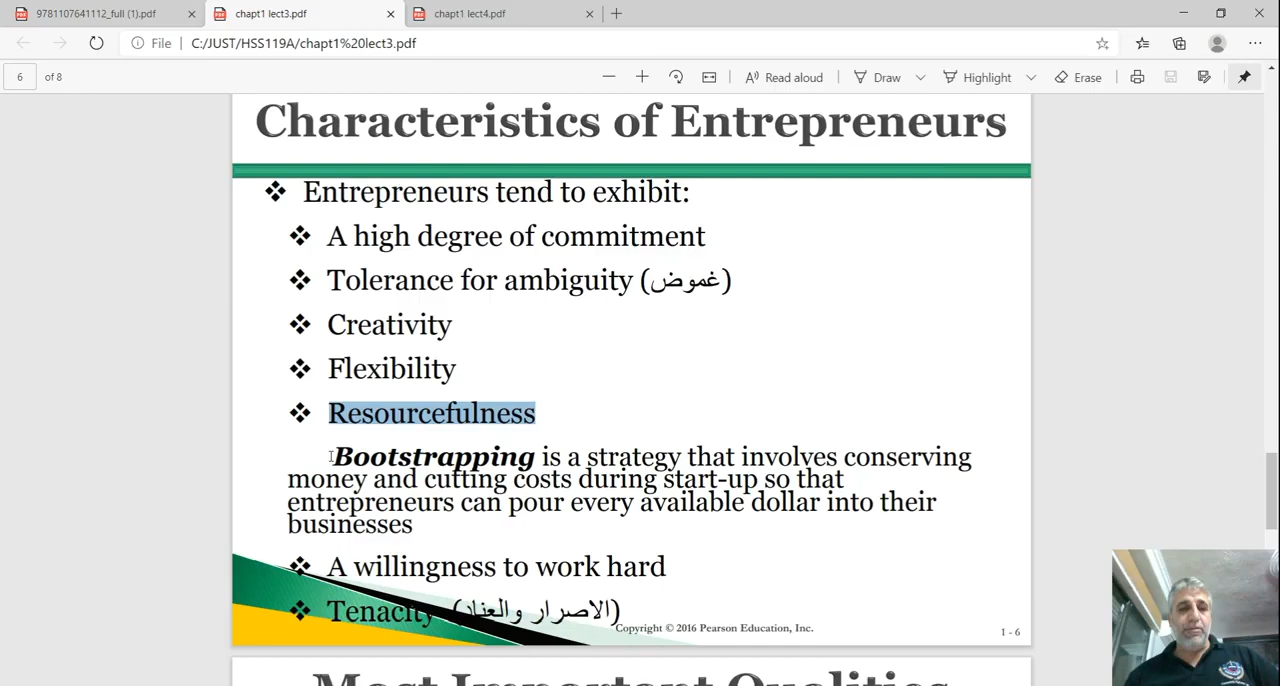 9781107641112_full (1).pdf
chapt1 lect3.pdf
chapt1 lect4.pdf
File
C:/JUST/HSS119A/chapt1%20lect3.pdf
6 of 8
Read aloud
Draw
Highlight
Erase
Characteristics of Entrepreneurs
Entrepreneurs tend to exhibit:
A high degree of commitment
Tolerance for ambiguity (غموض)
Creativity
Flexibility
Resourcefulness
Bootstrapping is a strategy that involves conserving
money and cutting costs during start-up so that
entrepreneurs can pour every available dollar into their
businesses
A willingness to work hard
Tenacity (الاصرار والعناد)
Copyright © 2016 Pearson Education, Inc.
1 - 6
Most Important Qualities